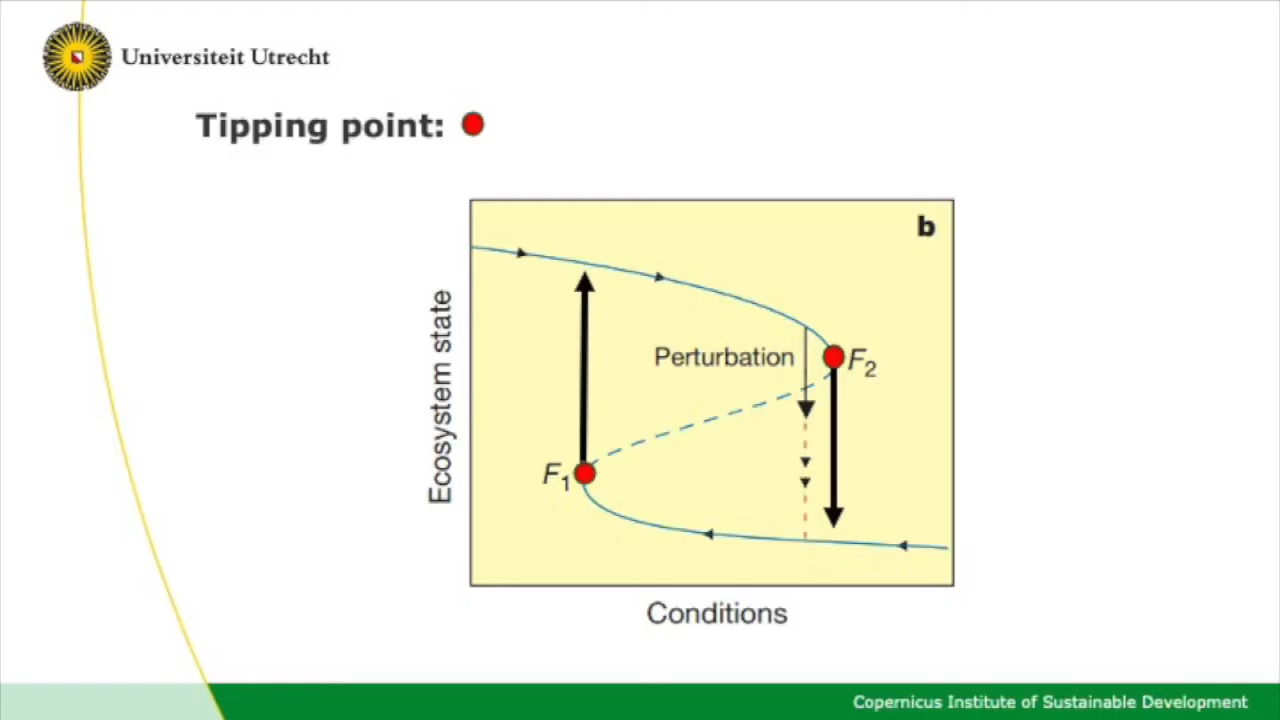 Universiteit Utrecht
Tipping point:
b
Ecosystem state
Perturbation
F2
F1
Conditions
Copernicus Institute of Sustainable Development